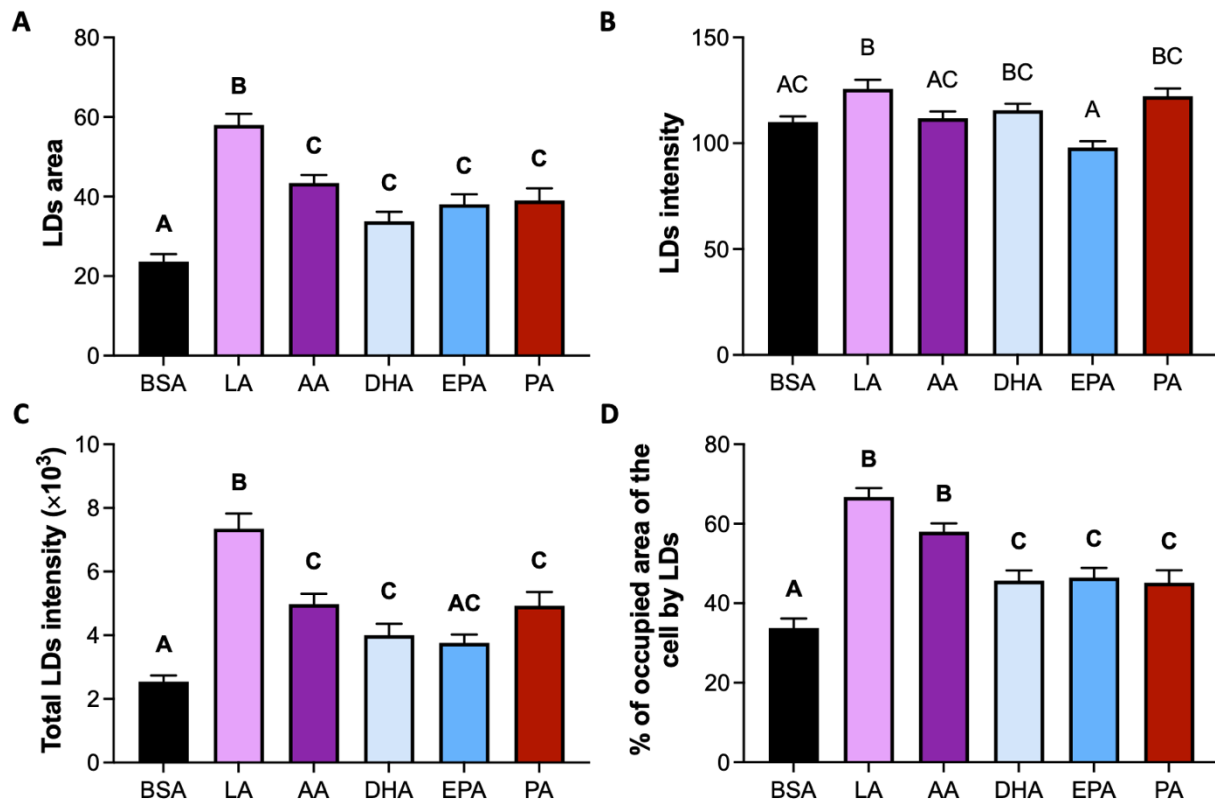 A
LDs area
80
60
40
20
0
A
B
C
C
C
C
BSA LA AA DHA EPA PA
B
LDs intensity
150
100
50
0
AC
B
AC
BC
A
BC
BSA LA AA DHA EPA PA
C
Total LDs intensity (×10³)
10
8
6
4
2
0
A
B
C
C
AC
C
BSA LA AA DHA EPA PA
D
% of occupied area of the
cell by LDs
80
60
40
20
0
A
B
B
C
C
C
BSA LA AA DHA EPA PA